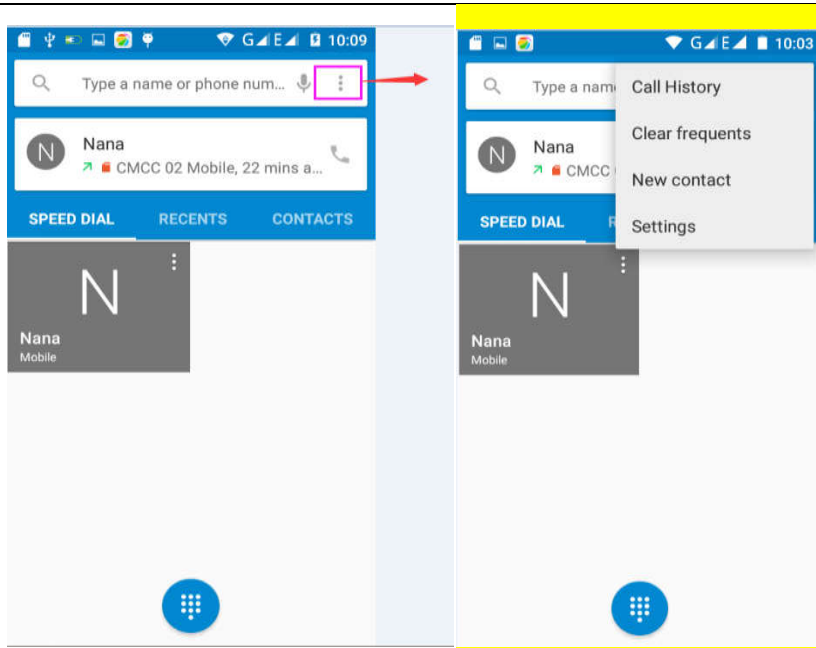 G E 10:09
Type a name or phone num...
N Nana
CMCC 02 Mobile, 22 mins a...
SPEED DIAL RECENTS CONTACTS
N
Nana
Mobile
G E 10:03
Type a nam
Call History
Clear frequents
New contact
Settings
N Nana
CMCC
SPEED DIAL R
N
Nana
Mobile